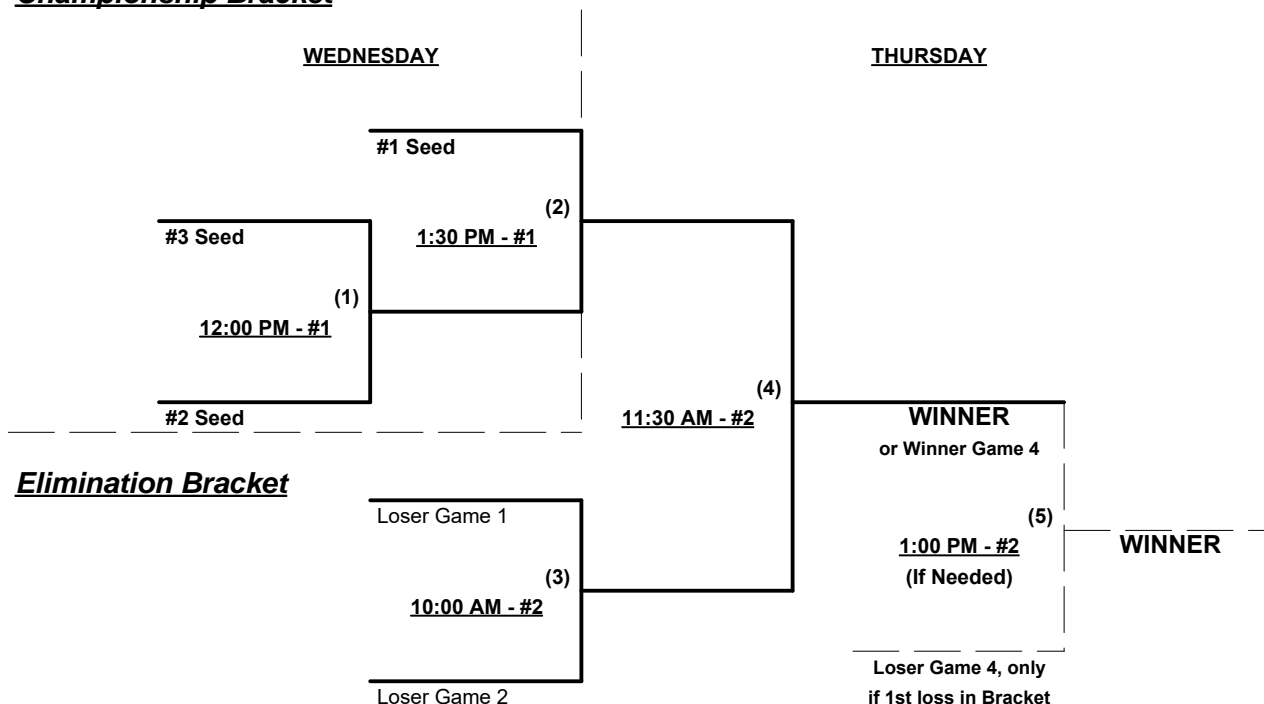 Championship Bracket
WEDNESDAY
THURSDAY
#1 Seed
(2)
#3 Seed
1:30 PM - #1
(1)
12:00 PM - #1
(4)
#2 Seed
11:30 AM - #2
WINNER
or Winner Game 4
Elimination Bracket
Loser Game 1
(5)
1:00 PM - #2
WINNER
(3)
(If Needed)
10:00 AM - #2
Loser Game 4, only
Loser Game 2
if 1st loss in Bracket